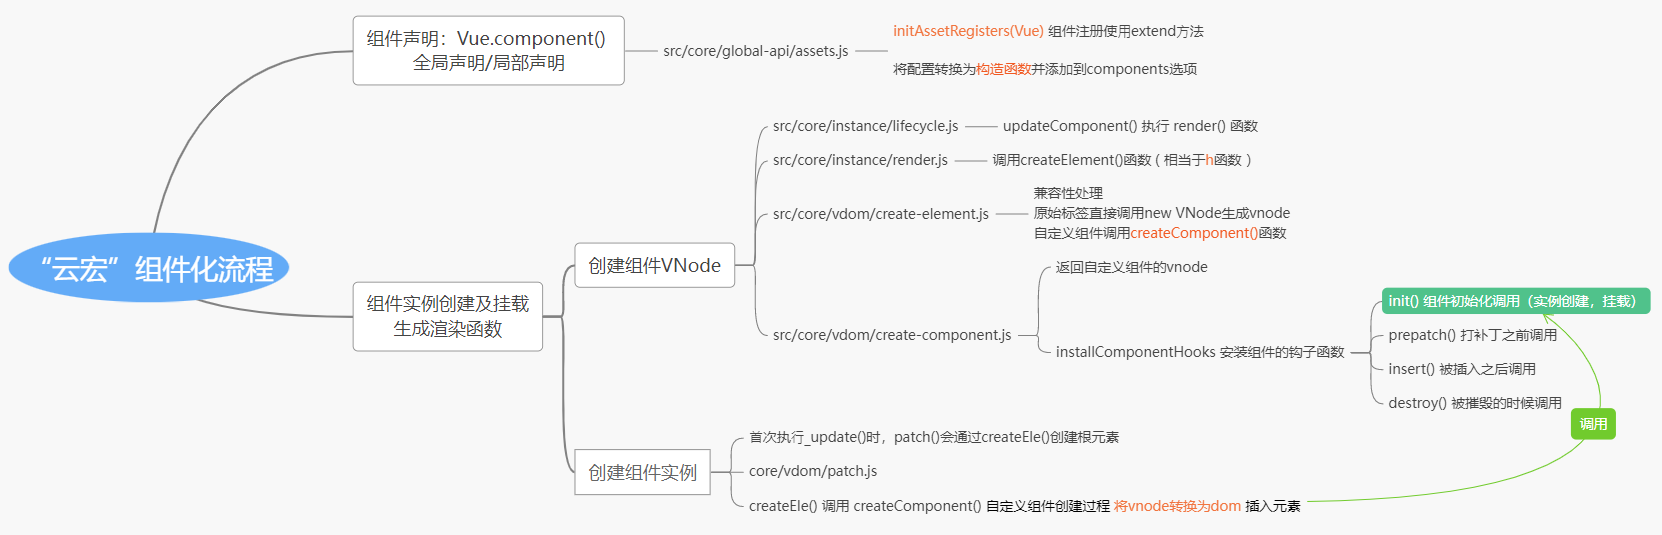 “云宏”组件化流程
组件声明：Vue.component()
全局声明/局部声明
src/core/global-api/assets.js
initAssetRegisters(Vue) 组件注册使用extend方法
将配置转换为构造函数并添加到components选项
组件实例创建及挂载
生成渲染函数
创建组件VNode
src/core/instance/lifecycle.js
updateComponent() 执行 render() 函数
src/core/instance/render.js
调用createElement()函数 ( 相当于h函数 )
src/core/vdom/create-element.js
兼容性处理
原始标签直接调用new VNode生成vnode
自定义组件调用createComponent()函数
src/core/vdom/create-component.js
返回自定义组件的vnode
installComponentHooks 安装组件的钩子函数
init() 组件初始化调用（实例创建，挂载）
prepatch() 打补丁之前调用
insert() 被插入之后调用
destroy() 被摧毁的时候调用
调用
创建组件实例
首次执行_update()时，patch()会通过createEle()创建根元素
core/vdom/patch.js
createEle() 调用 createComponent() 自定义组件创建过程 将vnode转换为dom 插入元素